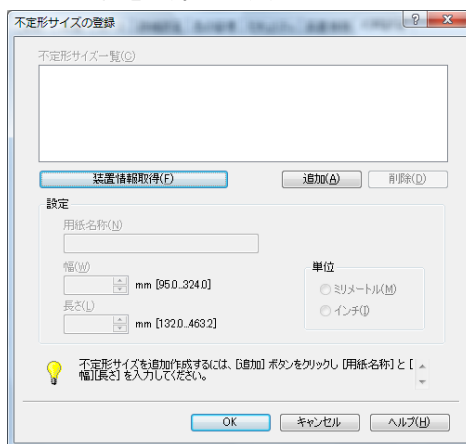 不定形サイズの登録
不定形サイズ一覧(C)
装置情報取得(F)
追加(A)
削除(D)
設定
用紙名称(N)
幅(W)
mm [95.0...324.0]
長さ(L)
mm [132.0...463.2]
単位
ミリメートル(M)
インチ(I)
不定形サイズを追加作成するには、[追加] ボタンをクリックし [用紙名称] と [
幅][長さ] を入力してください。
OK
キャンセル
ヘルプ(H)